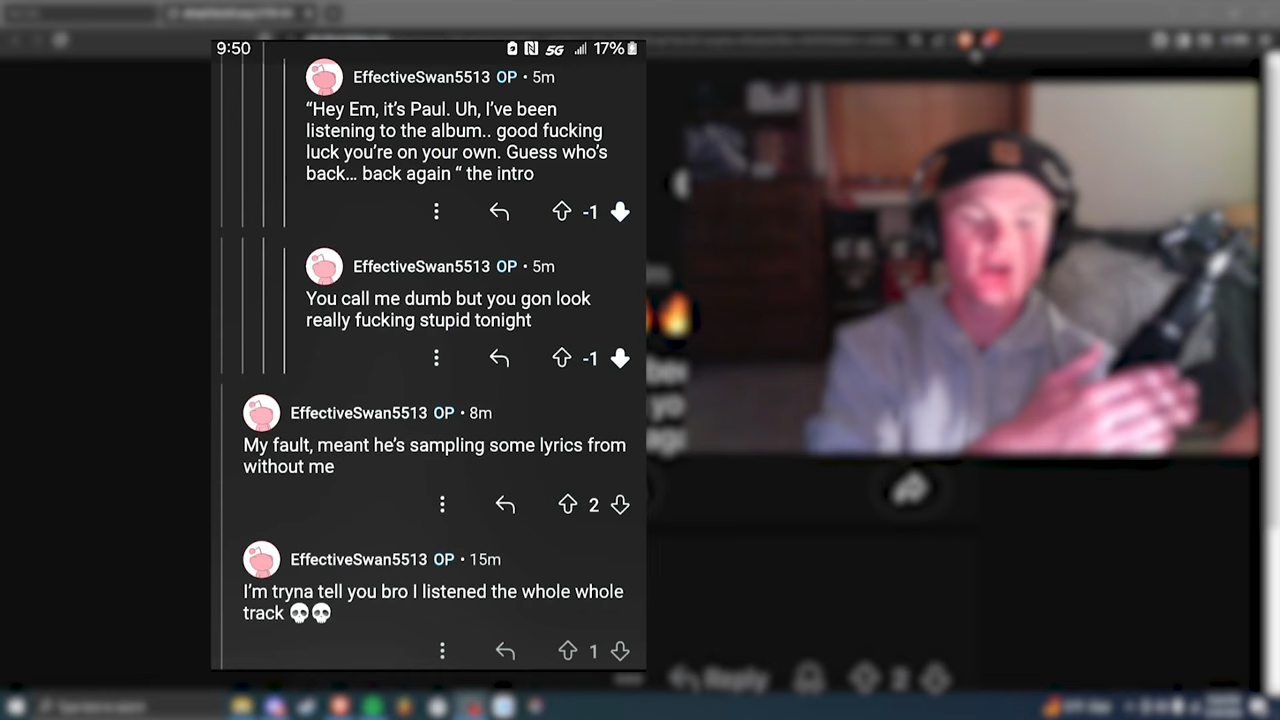 9:50
5G
17%
EffectiveSwan5513 OP • 5m
“Hey Em, it’s Paul. Uh, I’ve been
listening to the album.. good fucking
luck you’re on your own. Guess who’s
back... back again “ the intro
-1
EffectiveSwan5513 OP • 5m
You call me dumb but you gon look
really fucking stupid tonight
-1
EffectiveSwan5513 OP • 8m
My fault, meant he’s sampling some lyrics from
without me
2
EffectiveSwan5513 OP • 15m
I’m tryna tell you bro I listened the whole whole
track 💀💀
1
Reply
2